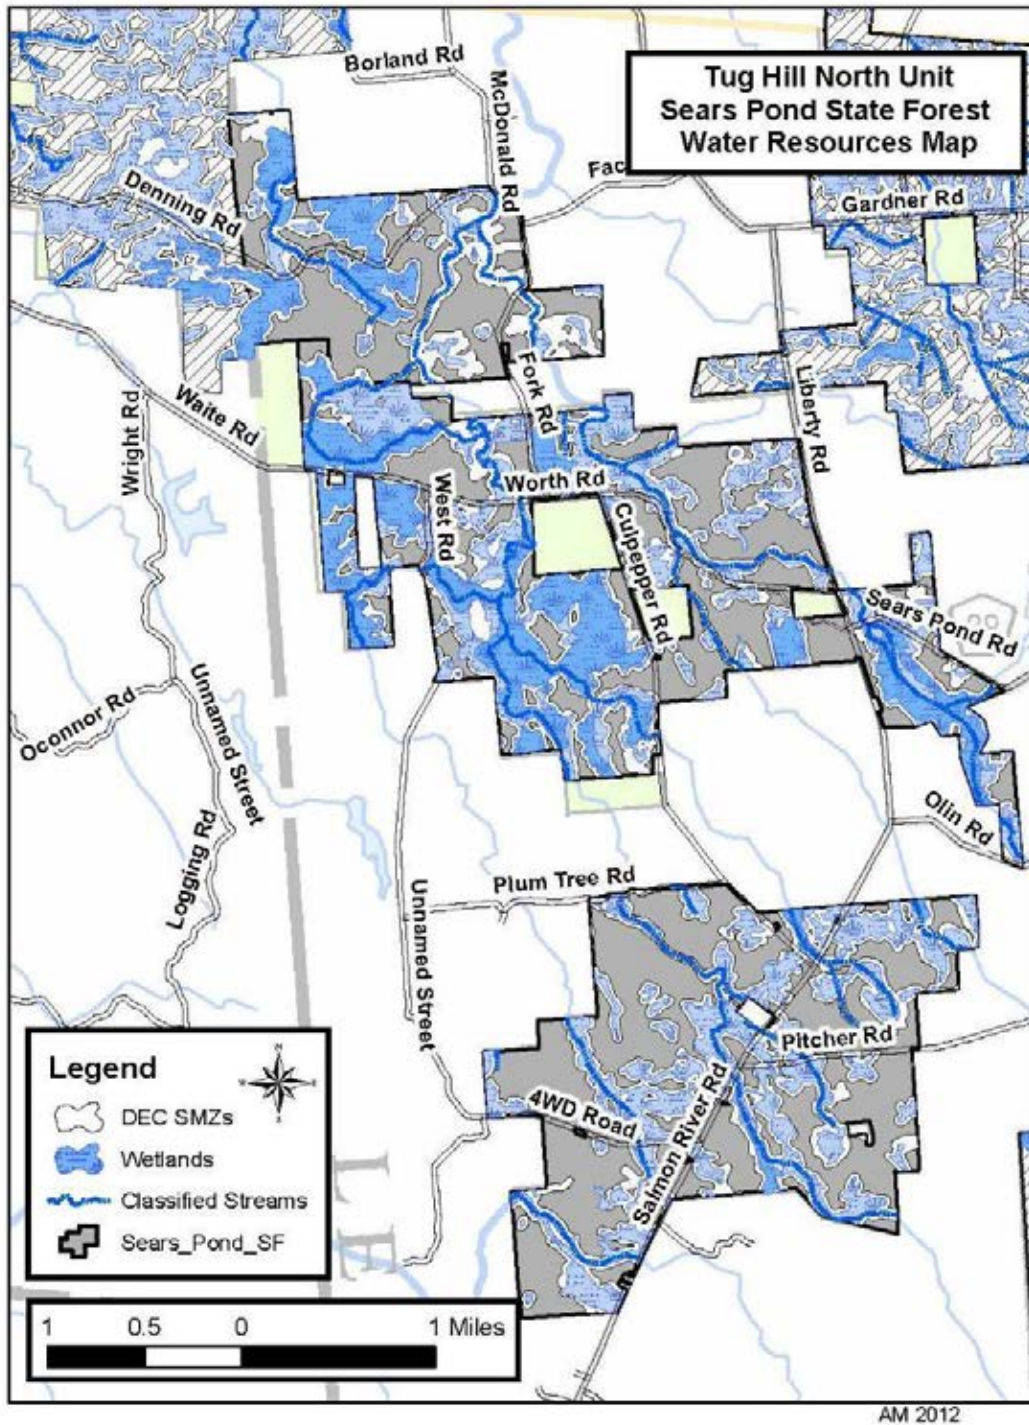 Tug Hill North Unit
Sears Pond State Forest
Water Resources Map
Borland Rd
McDonald Rd
Fac
Gardner Rd
Denning Rd
Waite Rd
Wright Rd
Fork Rd
Liberty Rd
West Rd
Worth Rd
Culpepper Rd
Sears Pond Rd
Oconnor Rd
Unnamed Street
Logging Rd
Olin Rd
Plum Tree Rd
Unnamed Street
Pitcher Rd
4WD Road
Salmon River Rd
LE
Legend
N
DEC SMZs
Wetlands
Classified Streams
Sears_Pond_SF
1 0.5 0 1 Miles
AM 2012